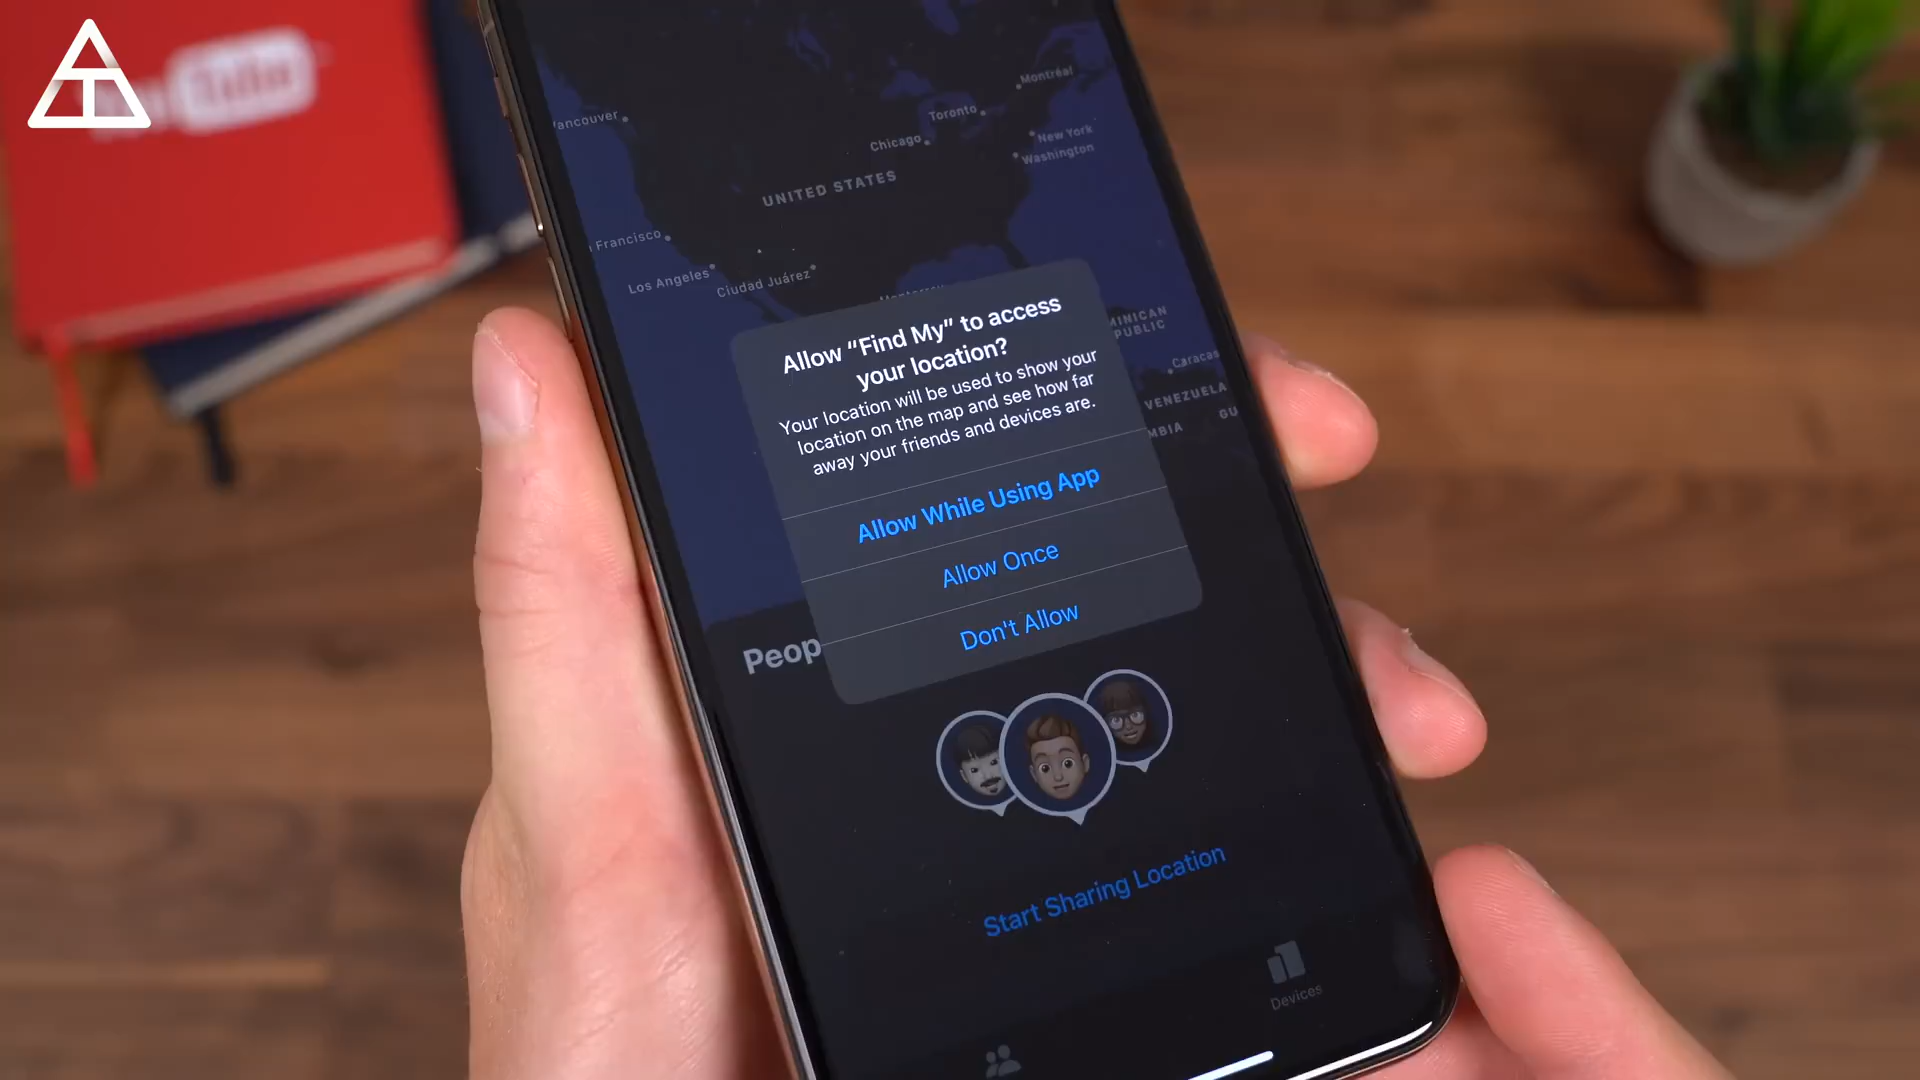 Tube
Montréal
Toronto
Chicago
New York
Washington
UNITED STATES
Francisco
Los Angeles
Ciudad Juárez
Allow “Find My” to access
your location?
Your location will be used to show your
location on the map and see how far
away your friends and devices are.
Allow While Using App
Allow Once
Don't Allow
Caracas
VENEZUELA
Start Sharing Location
Devices